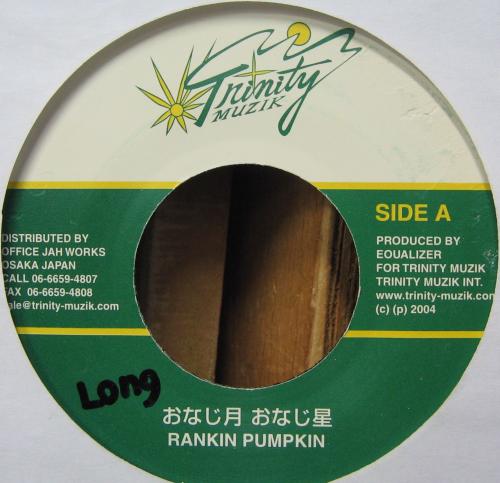 Trinity
MUZIK
SIDE A
DISTRIBUTED BY
OFFICE JAH WORKS
OSAKA JAPAN
CALL 06-6659-4807
FAX 06-6659-4808
ale@trinity-muzik.com
PRODUCED BY
EQUALIZER
FOR TRINITY MUZIK
TRINITY MUZIK INT.
www.trinity-muzik.com
(c) (p) 2004
Long
おなじ月 おなじ星
RANKIN PUMPKIN